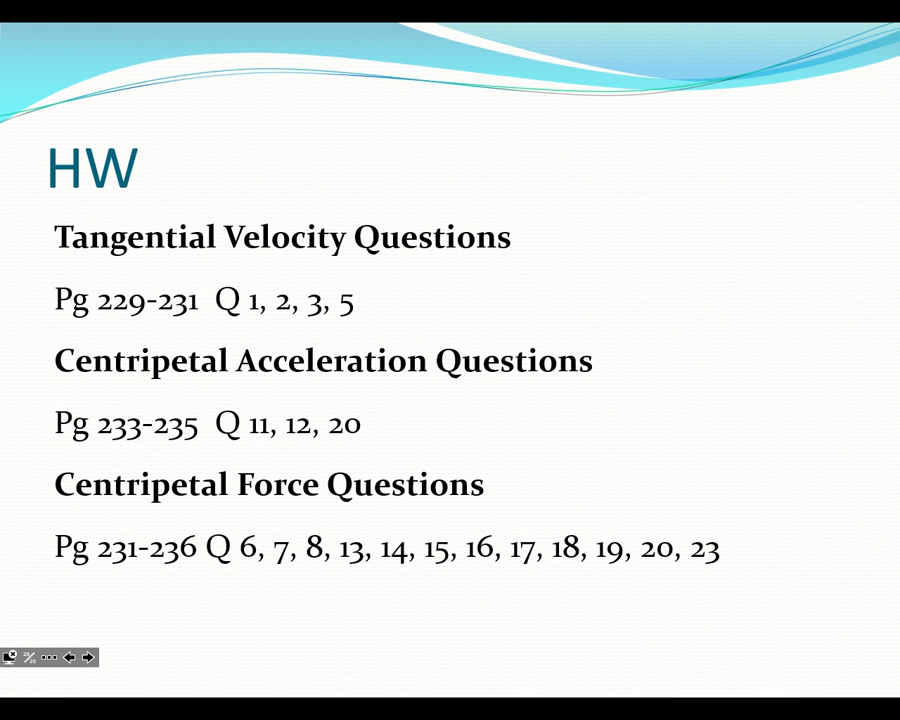 HW
Tangential Velocity Questions
Pg 229-231 Q 1, 2, 3, 5
Centripetal Acceleration Questions
Pg 233-235 Q 11, 12, 20
Centripetal Force Questions
Pg 231-236 Q 6, 7, 8, 13, 14, 15, 16, 17, 18, 19, 20, 23
20/20